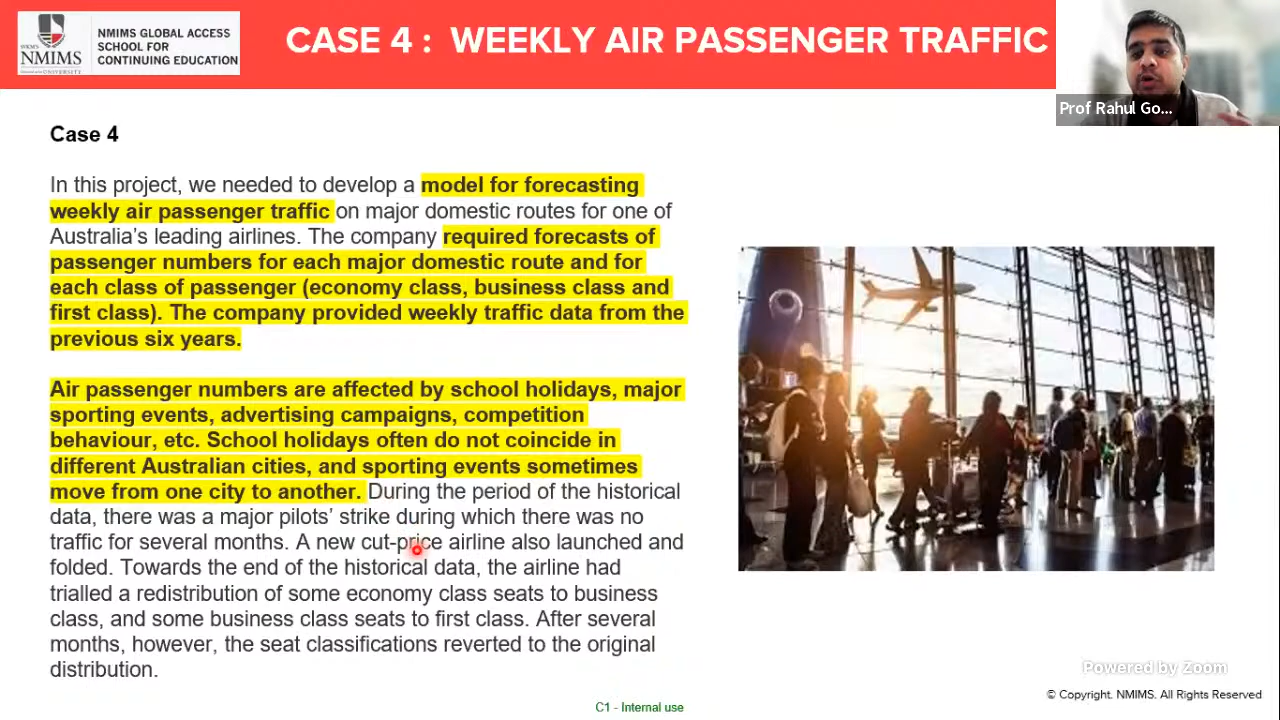 NMIMS
NMIMS GLOBAL ACCESS
SCHOOL FOR
CONTINUING EDUCATION
CASE 4 : WEEKLY AIR PASSENGER TRAFFIC
Prof Rahul Go...
Case 4
In this project, we needed to develop a model for forecasting
weekly air passenger traffic on major domestic routes for one of
Australia's leading airlines. The company required forecasts of
passenger numbers for each major domestic route and for
each class of passenger (economy class, business class and
first class). The company provided weekly traffic data from the
previous six years.
Air passenger numbers are affected by school holidays, major
sporting events, advertising campaigns, competition
behaviour, etc. School holidays often do not coincide in
different Australian cities, and sporting events sometimes
move from one city to another. During the period of the historical
data, there was a major pilots' strike during which there was no
traffic for several months. A new cut-price airline also launched and
folded. Towards the end of the historical data, the airline had
trialled a redistribution of some economy class seats to business
class, and some business class seats to first class. After several
months, however, the seat classifications reverted to the original
distribution.
Powered by Zoom
© Copyright. NMIMS. All Rights Reserved
C1 - Internal use